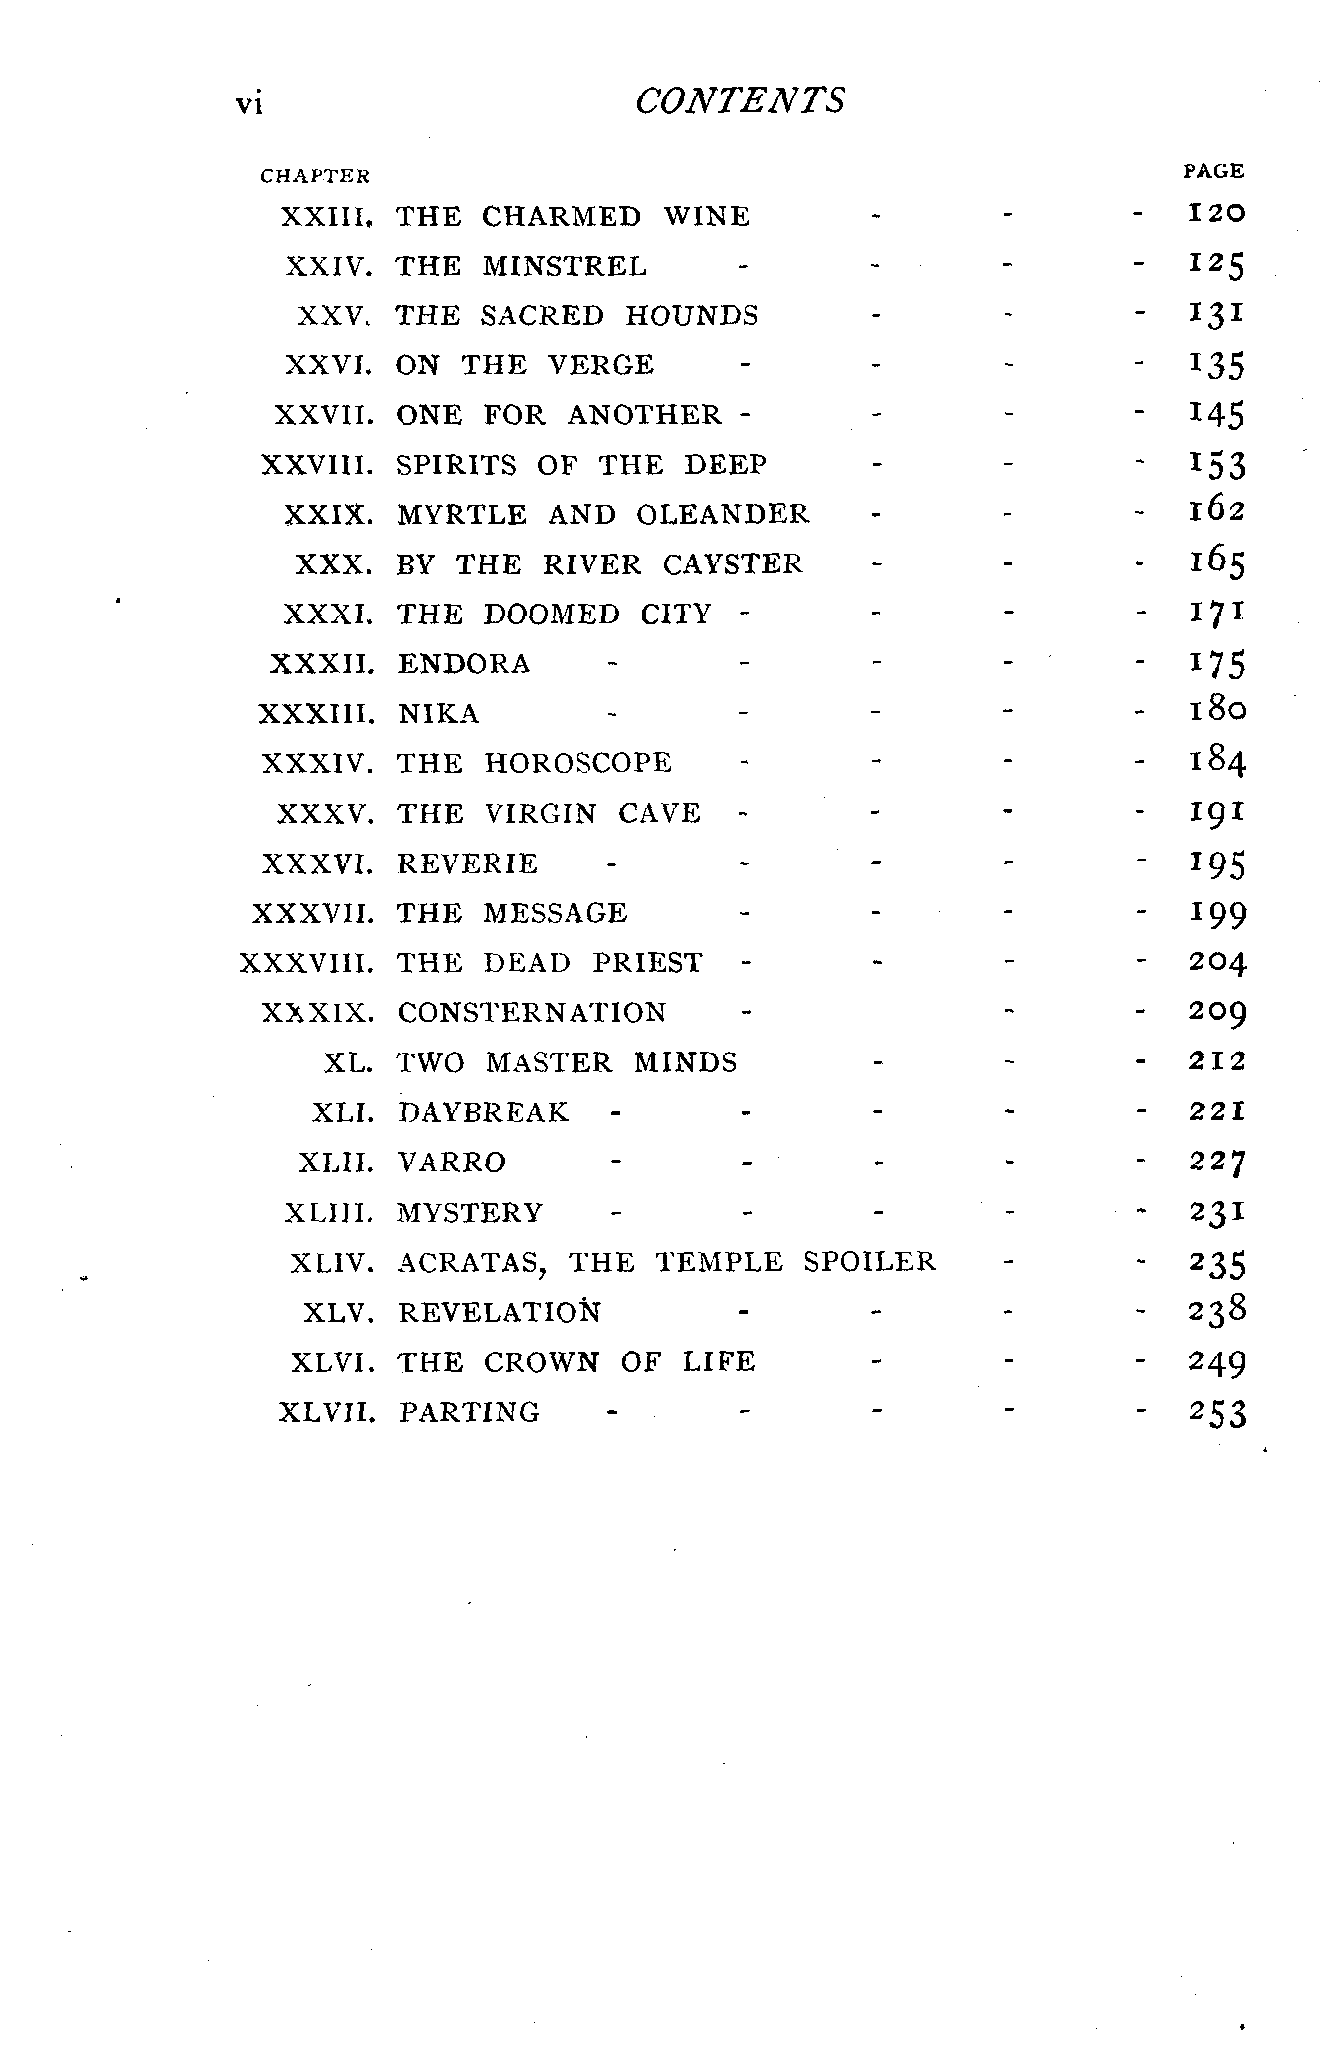 vi CONTENTS
CHAPTER PAGE
XXIII. THE CHARMED WINE - - - 120
XXIV. THE MINSTREL - - - - 125
XXV. THE SACRED HOUNDS - - - 131
XXVI. ON THE VERGE - - - - 135
XXVII. ONE FOR ANOTHER - - - - 145
XXVIII. SPIRITS OF THE DEEP - - - 153
XXIX. MYRTLE AND OLEANDER - - - 162
XXX. BY THE RIVER CAYSTER - - - 165
XXXI. THE DOOMED CITY - - - - 171
XXXII. ENDORA - - - - - 175
XXXIII. NIKA - - - - - 180
XXXIV. THE HOROSCOPE - - - - 184
XXXV. THE VIRGIN CAVE - - - - 191
XXXVI. REVERIE - - - - - 195
XXXVII. THE MESSAGE - - - - 199
XXXVIII. THE DEAD PRIEST - - - - 204
XXXIX. CONSTERNATION - - - 209
XL. TWO MASTER MINDS - - - 212
XLI. DAYBREAK - - - - - 221
XLII. VARRO - - - - - 227
XLIII. MYSTERY - - - - - 231
XLIV. ACRATAS, THE TEMPLE SPOILER - - 235
XLV. REVELATION - - - - 238
XLVI. THE CROWN OF LIFE - - - 249
XLVII. PARTING - - - - - 253